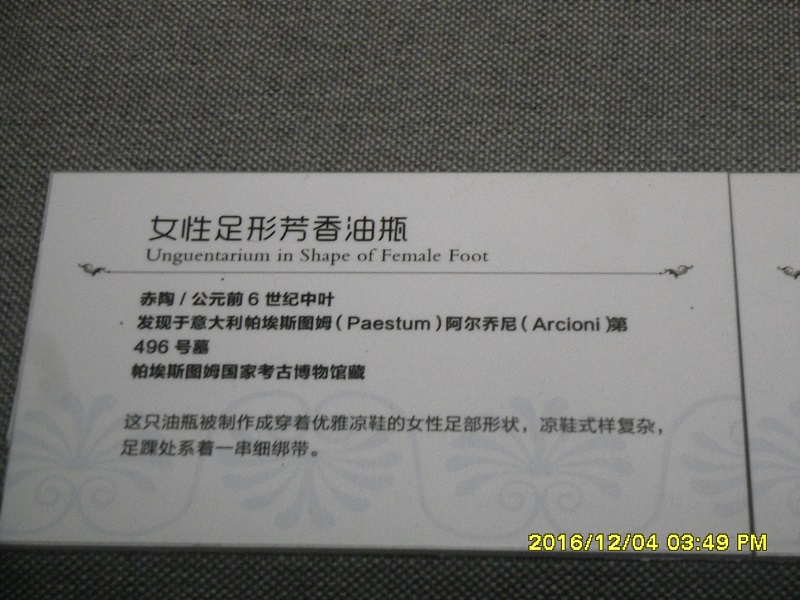 女性足形芳香油瓶
Unguentarium in Shape of Female Foot
赤陶 / 公元前 6 世纪中叶
发现于意大利帕埃斯图姆（Paestum）阿尔乔尼（Arcioni）第
496 号墓
帕埃斯图姆国家考古博物馆藏
这只油瓶被制作成穿着优雅凉鞋的女性足部形状，凉鞋式样复杂，
足踝处系着一串细绑带。
2016/12/04 03:49 PM